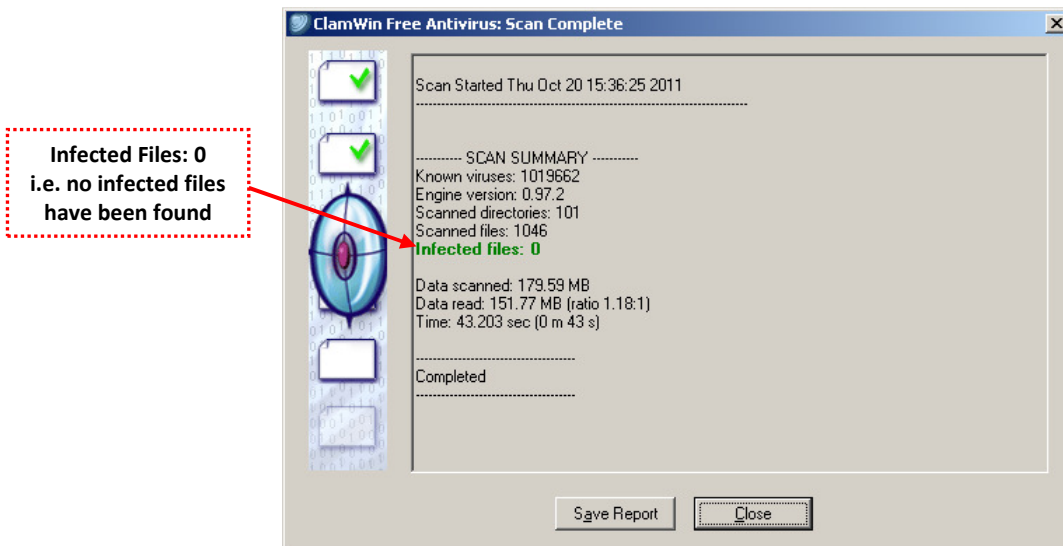 ClamWin Free Antivirus: Scan Complete
Infected Files: 0
i.e. no infected files
have been found
Scan Started Thu Oct 20 15:36:25 2011
-------------------------------------------------------------------------------
----------- SCAN SUMMARY -----------
Known viruses: 1019662
Engine version: 0.97.2
Scanned directories: 101
Scanned files: 1046
Infected files: 0
Data scanned: 179.59 MB
Data read: 151.77 MB (ratio 1.18:1)
Time: 43.203 sec (0 m 43 s)
--------------------------------------
Completed
--------------------------------------
Save Report
Close